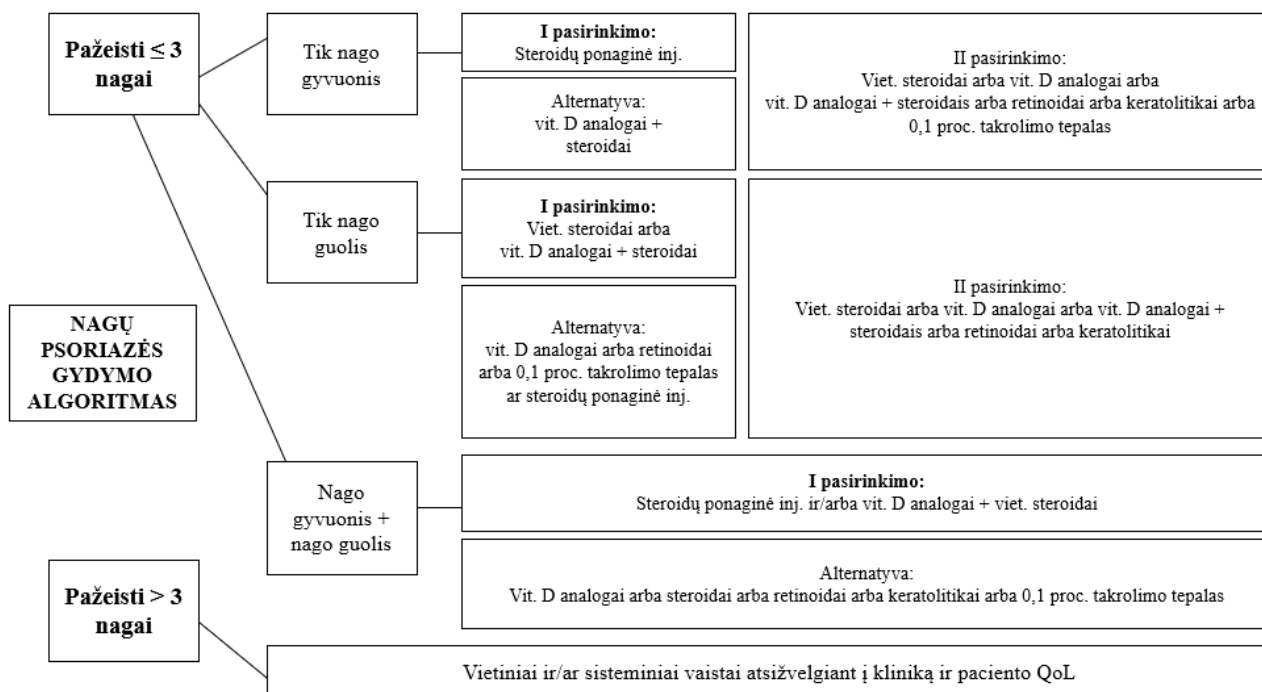 Pažeisti ≤ 3
nagai
Tik nago
gyvuonis
I pasirinkimo:
Steroidų ponaginė inj.
Alternatyva:
vit. D analogai +
steroidai
II pasirinkimo:
Viet. steroidai arba vit. D analogai arba
vit. D analogai + steroidais arba retinoidai arba keratolitikai arba
0,1 proc. takrolimo tepalas
Tik nago
guolis
I pasirinkimo:
Viet. steroidai arba
vit. D analogai + steroidai
Alternatyva:
vit. D analogai arba retinoidai
arba 0,1 proc. takrolimo tepalas
ar steroidų ponaginė inj.
II pasirinkimo:
Viet. steroidai arba vit. D analogai arba vit. D analogai +
steroidais arba retinoidai arba keratolitikai
NAGŲ
PSORIAZĖS
GYDYMO
ALGORITMAS
Nago
gyvuonis +
nago guolis
I pasirinkimo:
Steroidų ponaginė inj. ir/arba vit. D analogai + viet. steroidai
Alternatyva:
Vit. D analogai arba steroidai arba retinoidai arba keratolitikai arba 0,1 proc. takrolimo tepalas
Pažeisti > 3
nagai
Vietiniai ir/ar sisteminiai vaistai atsižvelgiant į kliniką ir paciento QoL